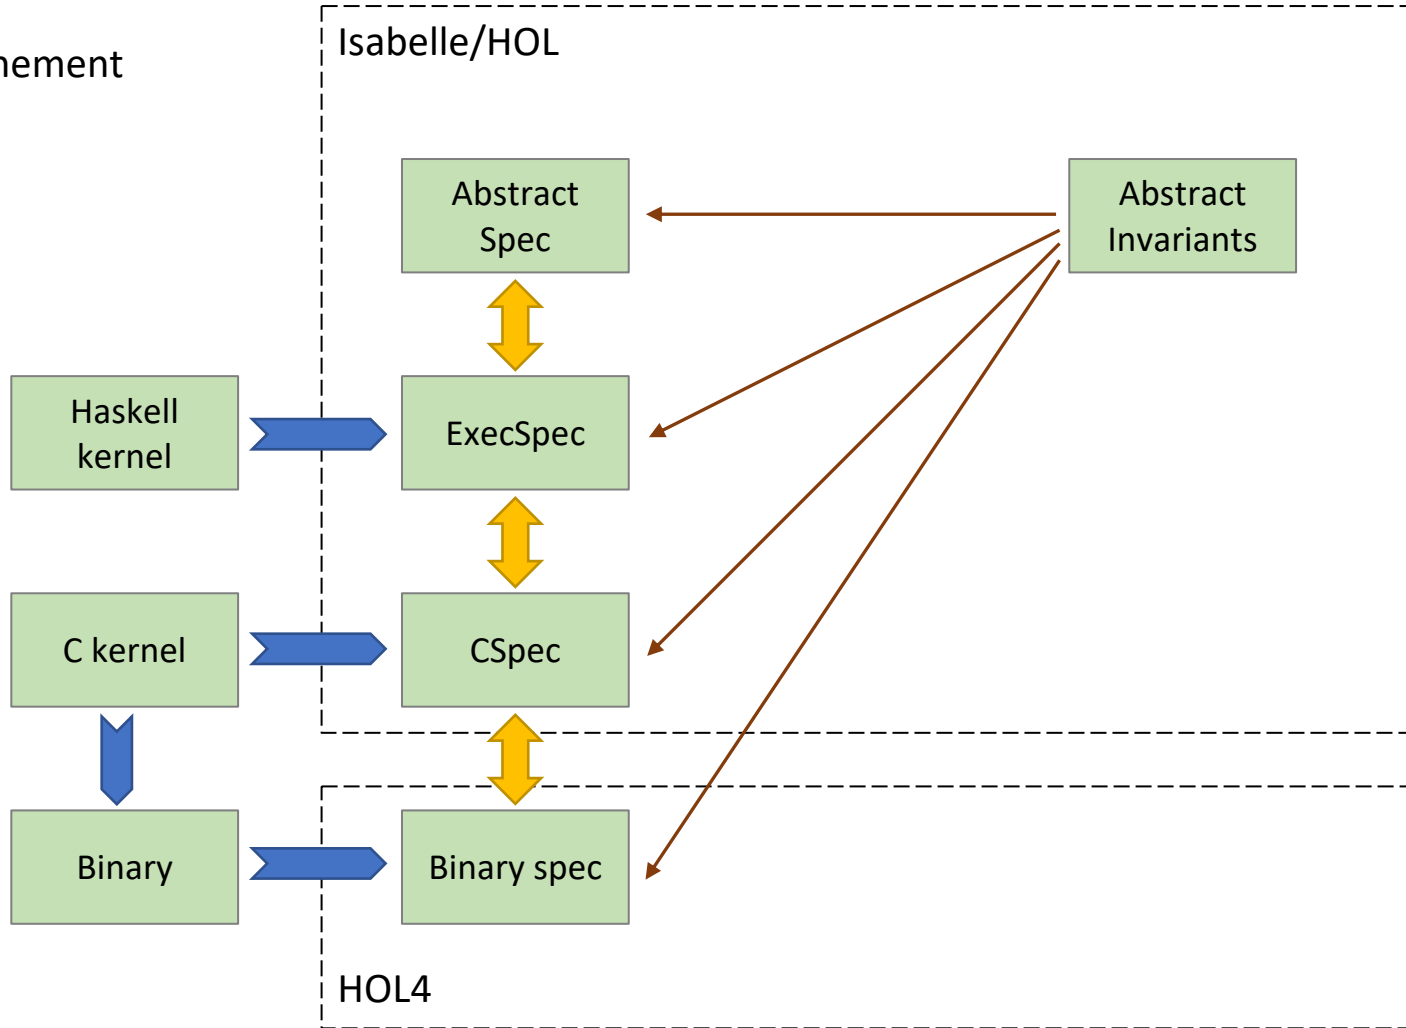 Isabelle/HOL
nement
Abstract
Spec
Abstract
Invariants
Haskell
kernel
ExecSpec
C kernel
CSpec
Binary
Binary spec
HOL4